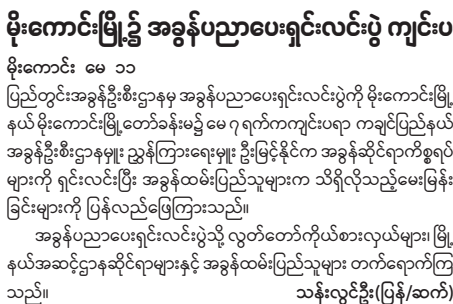 မိုးကောင်းမြို့၌ အခွန်ပညာပေးရှင်းလင်းပွဲ ကျင်းပ
မိုးကောင်း မေ ၁၁
ပြည်တွင်းအခွန်ဦးစီးဌာနမှ အခွန်ပညာပေးရှင်းလင်းပွဲကို မိုးကောင်းမြို့
နယ် မိုးကောင်းမြို့တော်ခန်းမ၌ မေ ၇ ရက်ကကျင်းပရာ ကချင်ပြည်နယ်
အခွန်ဦးစီးဌာနမှူး ညွှန်ကြားရေးမှူး ဦးမြင့်နိုင်က အခွန်ဆိုင်ရာကိစ္စရပ်
များကို ရှင်းလင်းပြီး အခွန်ထမ်းပြည်သူများက သိရှိလိုသည့်မေးမြန်း
ခြင်းများကို ပြန်လည်ဖြေကြားသည်။
အခွန်ပညာပေးရှင်းလင်းပွဲသို့ လွှတ်တော်ကိုယ်စားလှယ်များ၊ မြို့
နယ်အဆင့်ဌာနဆိုင်ရာများနှင့် အခွန်ထမ်းပြည်သူများ တက်ရောက်ကြ
သည်။ သန်းလွင်ဦး(ပြန်/ဆက်)